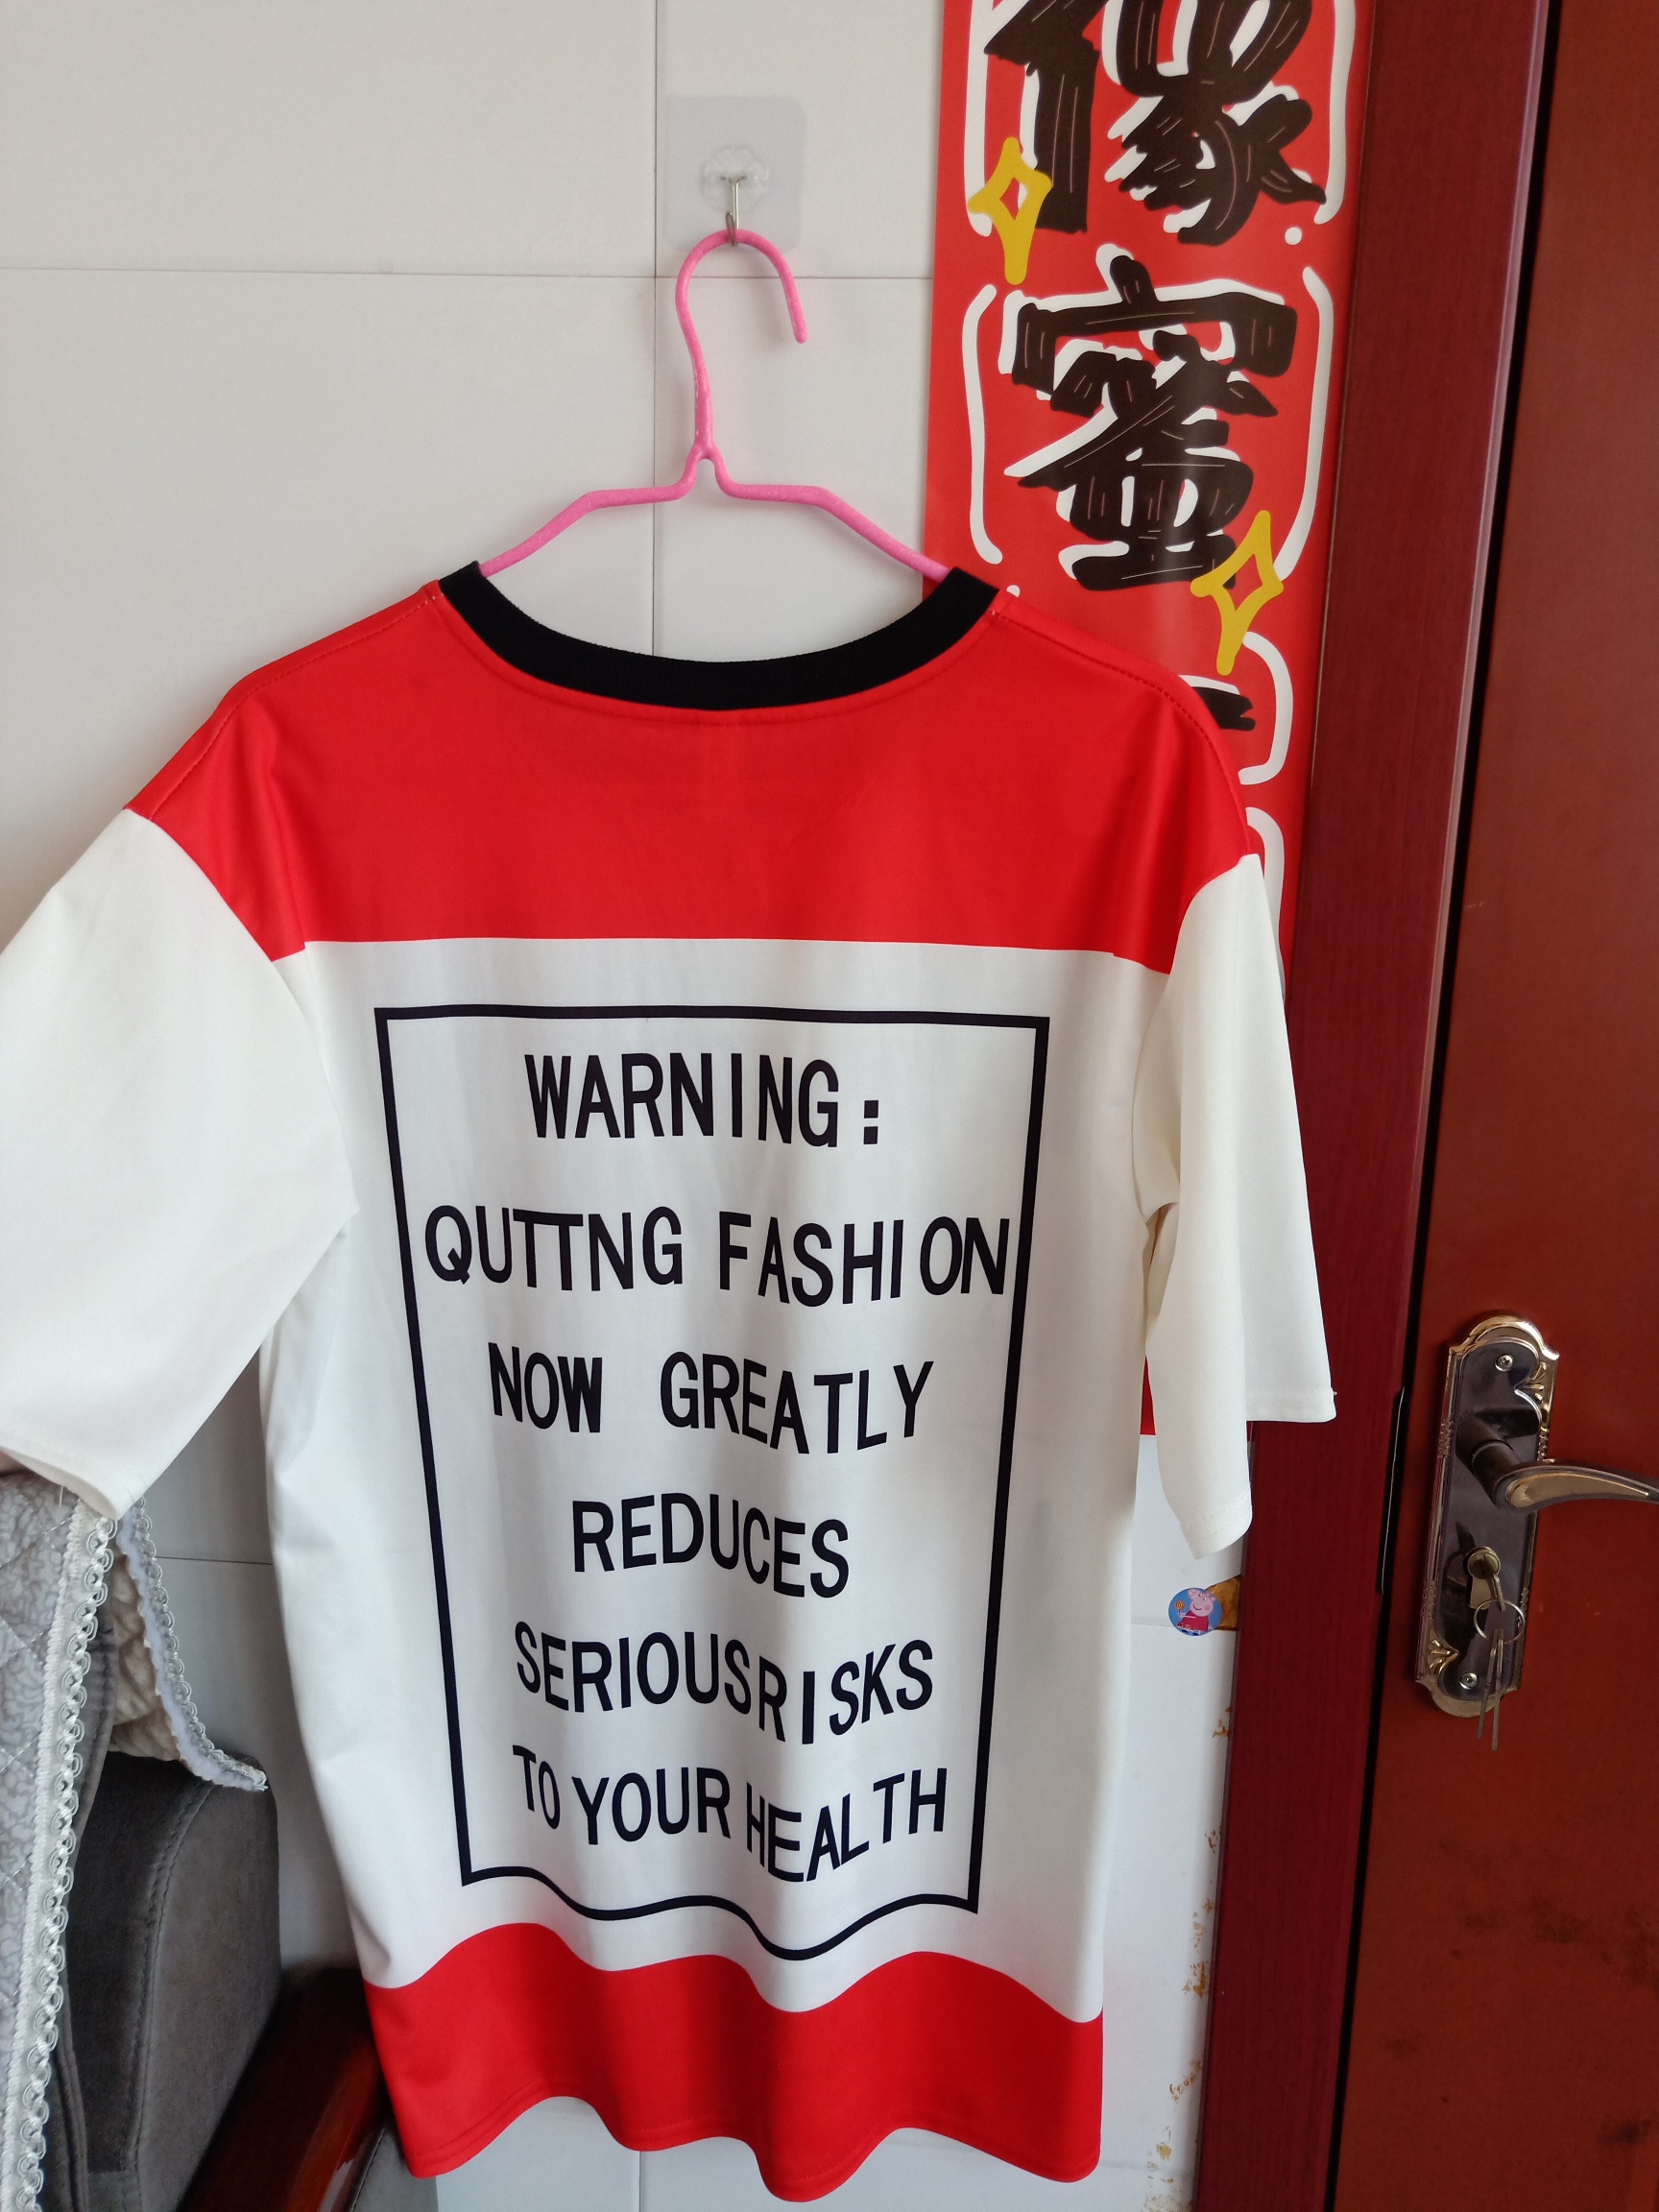 像
蜜
WARNING:
QUTTNG FASHION
NOW GREATLY
REDUCES
SERIOUSRISKS
TO YOUR HEALTH